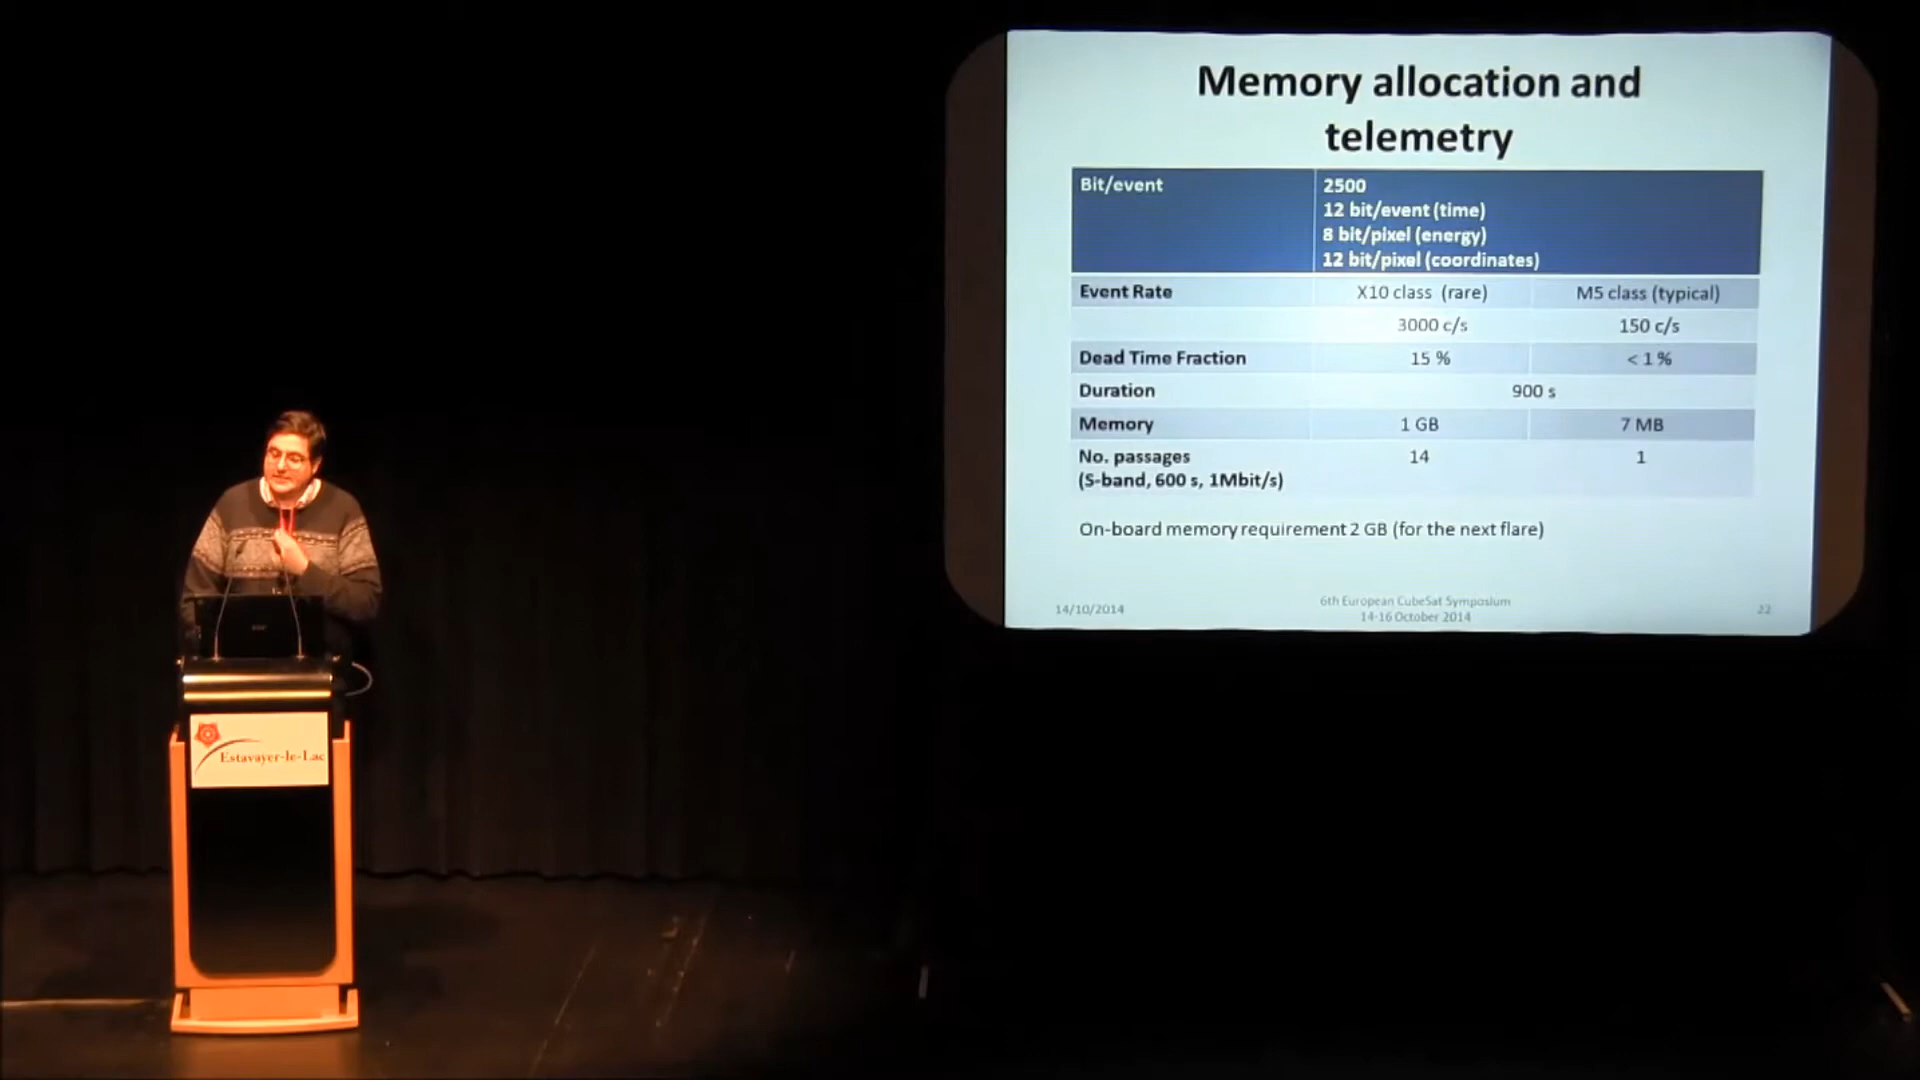 Memory allocation and
telemetry
Bit/event
2500
12 bit/event (time)
8 bit/pixel (energy)
12 bit/pixel (coordinates)
Event Rate
X10 class (rare)
M5 class (typical)
3000 c/s
150 c/s
Dead Time Fraction
15 %
< 1 %
Duration
900 s
Memory
1 GB
7 MB
No. passages
(S-band, 600 s, 1Mbit/s)
14
1
On-board memory requirement 2 GB (for the next flare)
14/10/2014
6th European CubeSat Symposium
14-16 October 2014
22
Estavayer-le-Lac